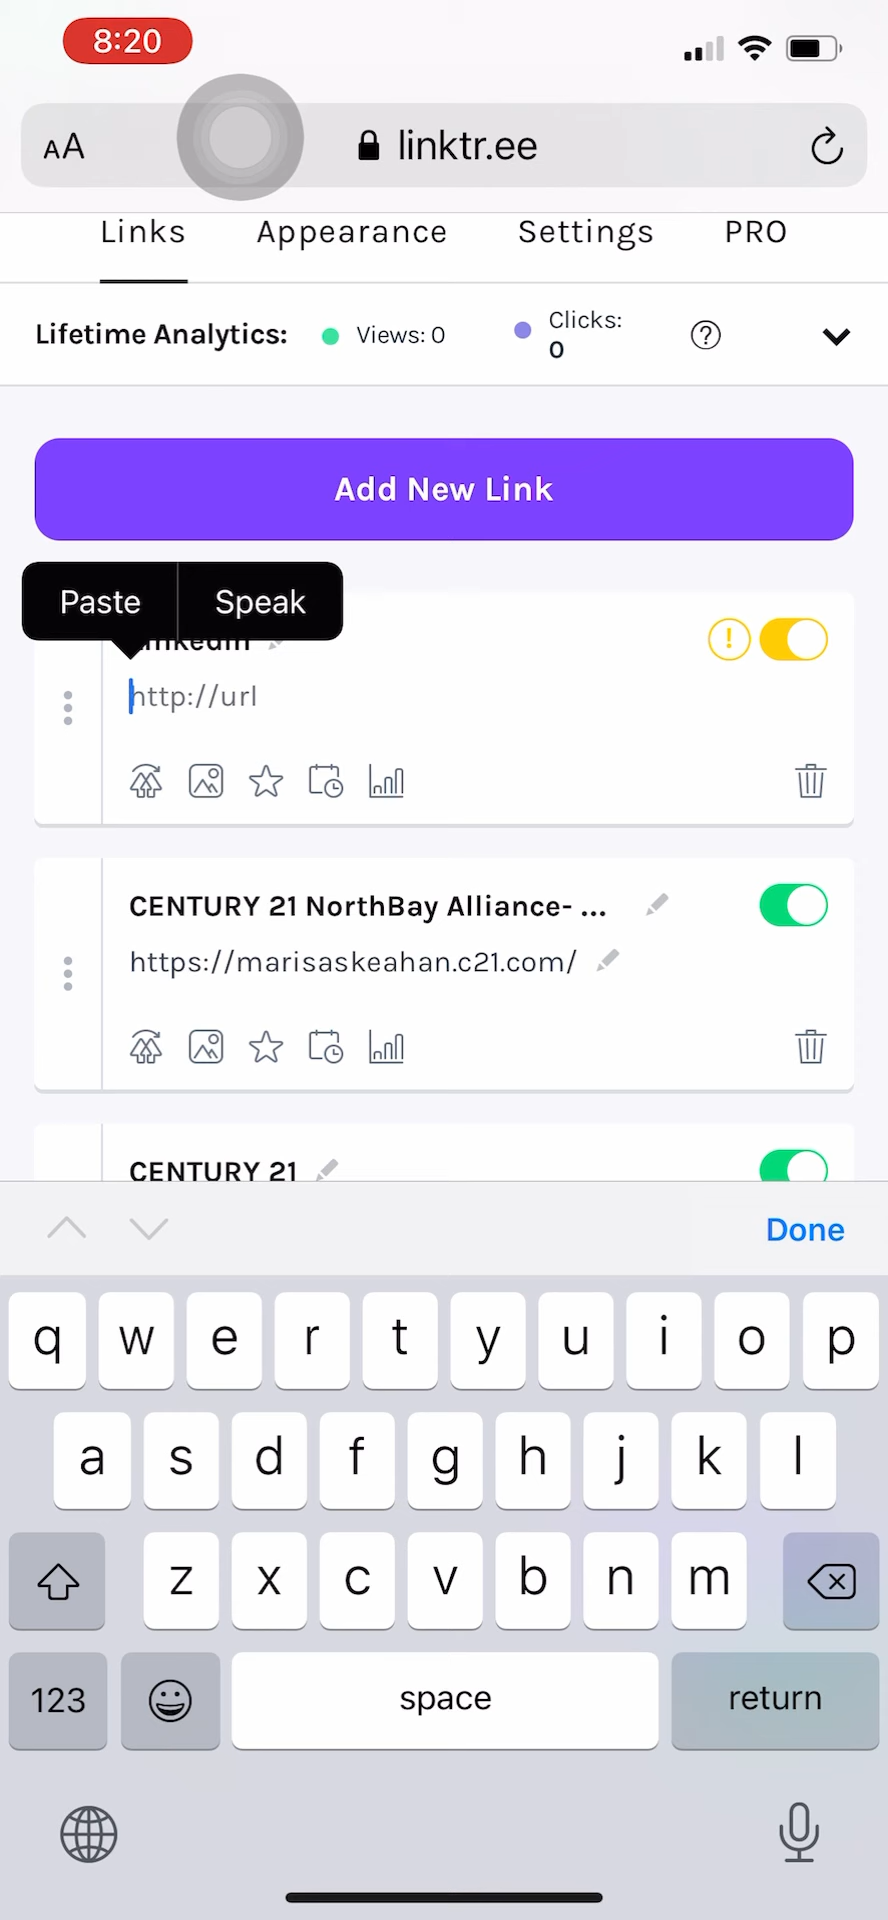 8:20
AA linktr.ee
Links Appearance Settings PRO
Lifetime Analytics: Views: 0 Clicks: 0
Add New Link
Paste Speak
http://url
CENTURY 21 NorthBay Alliance- ...
https://marisaskeahan.c21.com/
CENTURY 21
Done
q w e r t y u i o p
a s d f g h j k l
z x c v b n m
123 space return